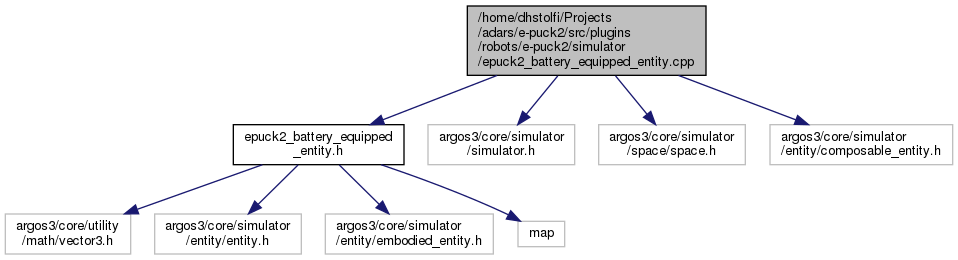 /home/dhstolfi/Projects
/adars/e-puck2/src/plugins
/robots/e-puck2/simulator
/epuck2_battery_equipped_entity.cpp
epuck2_battery_equipped
_entity.h
argos3/core/simulator
/simulator.h
argos3/core/simulator
/space/space.h
argos3/core/simulator
/entity/composable_entity.h
argos3/core/utility
/math/vector3.h
argos3/core/simulator
/entity/entity.h
argos3/core/simulator
/entity/embodied_entity.h
map